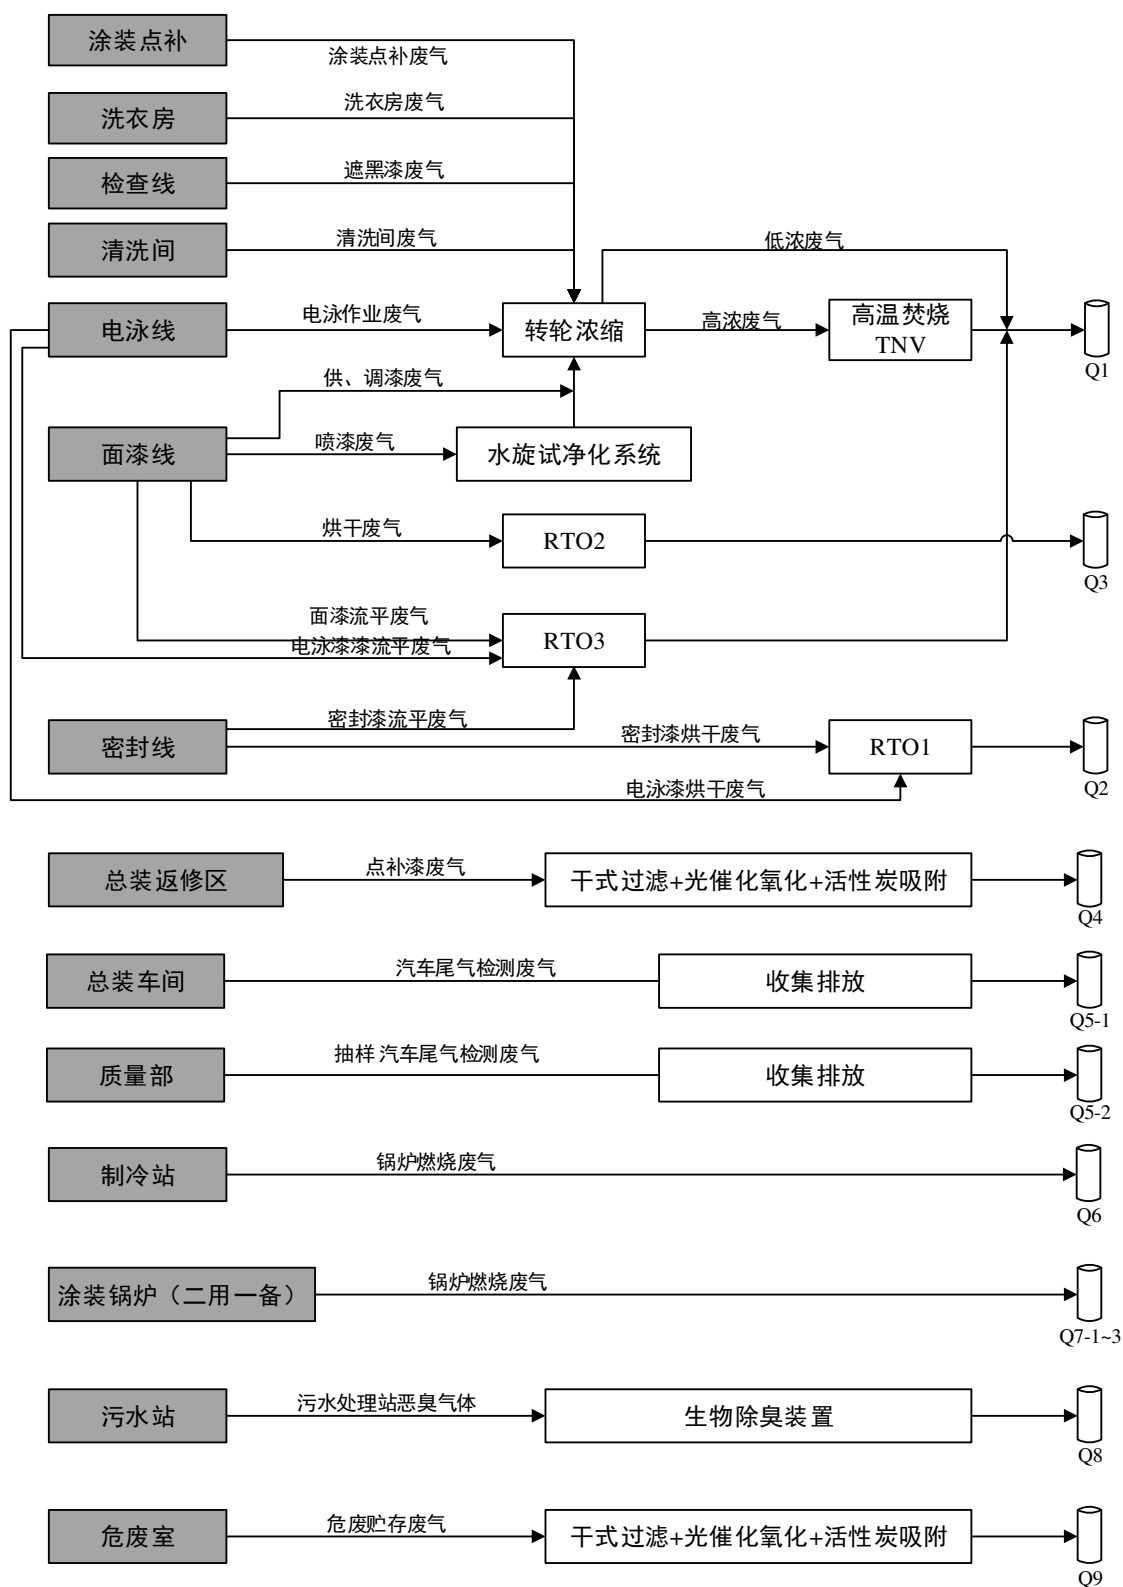 涂装点补
涂装点补废气
洗衣房
洗衣房废气
检查线
遮黑漆废气
清洗间
清洗间废气
低浓废气
电泳线
电泳作业废气
转轮浓缩
高浓废气
高温焚烧
TNV
Q1
供、调漆废气
面漆线
喷漆废气
水旋试净化系统
烘干废气
RTO2
Q3
面漆流平废气
电泳漆漆流平废气
RTO3
密封漆流平废气
密封线
密封漆烘干废气
RTO1
Q2
电泳漆烘干废气
总装返修区
点补漆废气
干式过滤+光催化氧化+活性炭吸附
Q4
总装车间
汽车尾气检测废气
收集排放
Q5-1
质量部
抽样 汽车尾气检测废气
收集排放
Q5-2
制冷站
锅炉燃烧废气
Q6
涂装锅炉（二用一备）
锅炉燃烧废气
Q7-1~3
污水站
污水处理站恶臭气体
生物除臭装置
Q8
危废室
危废贮存废气
干式过滤+光催化氧化+活性炭吸附
Q9